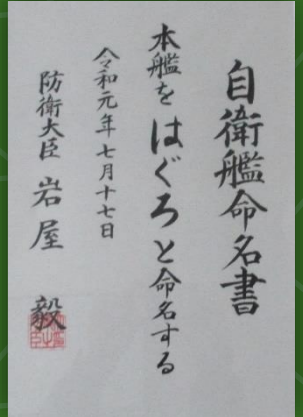 自衛艦命名書
本艦を はぐろ と命名する
令和元年七月十七日
防衛大臣 岩屋 毅